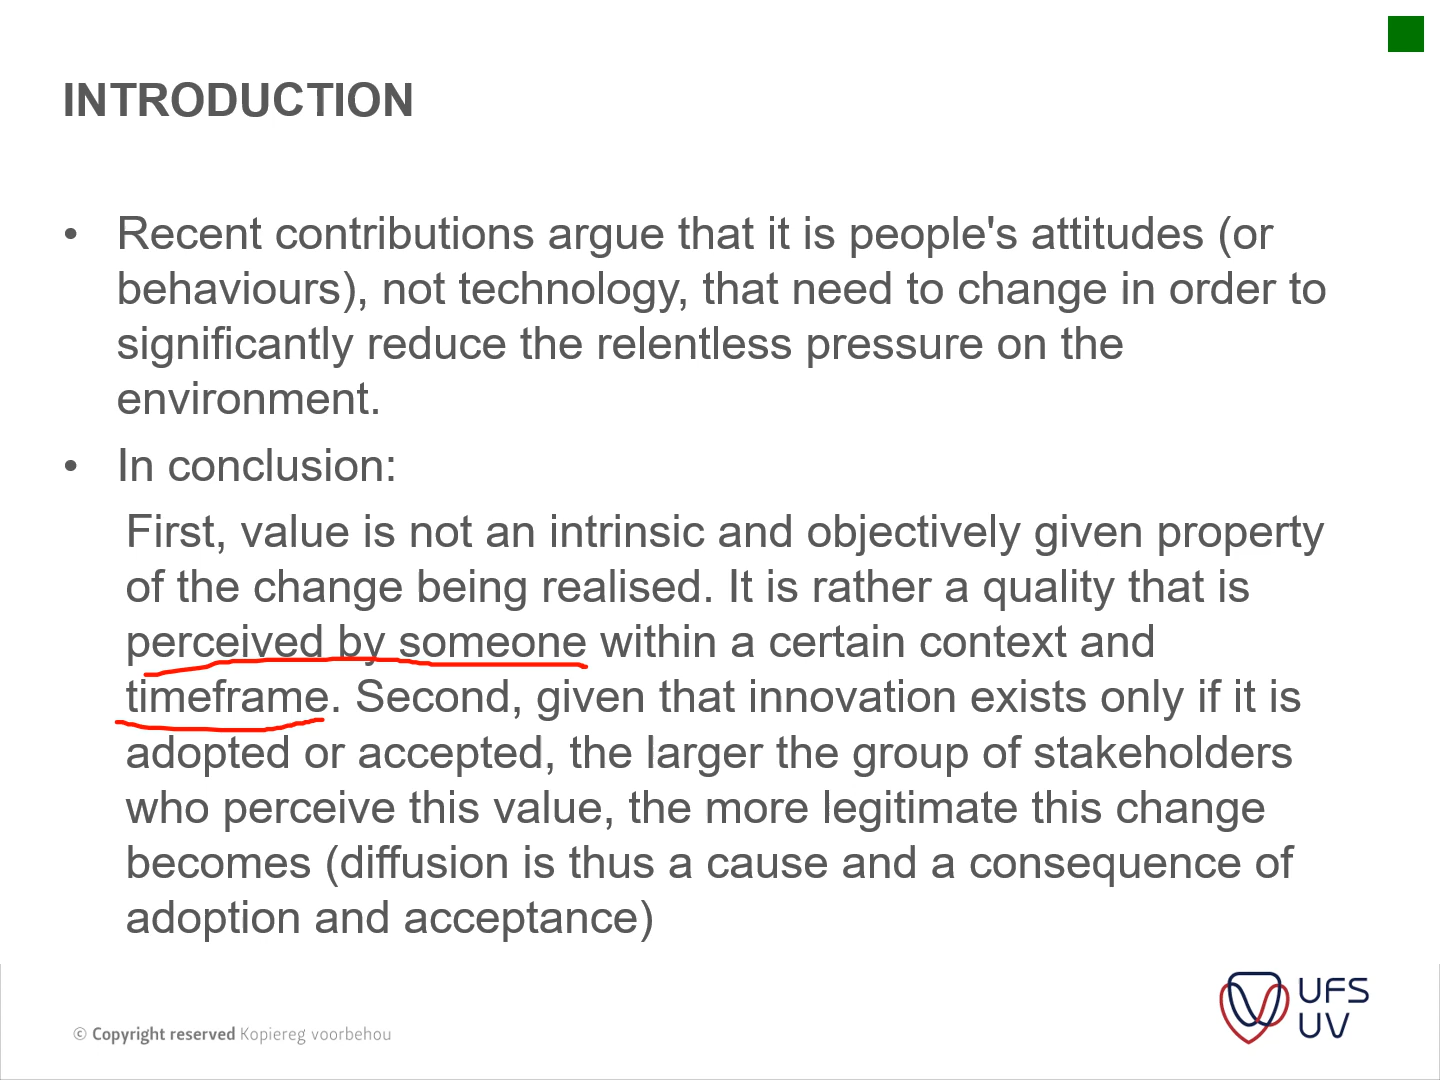 INTRODUCTION
• Recent contributions argue that it is people's attitudes (or
behaviours), not technology, that need to change in order to
significantly reduce the relentless pressure on the
environment.
• In conclusion:
First, value is not an intrinsic and objectively given property
of the change being realised. It is rather a quality that is
perceived by someone within a certain context and
timeframe. Second, given that innovation exists only if it is
adopted or accepted, the larger the group of stakeholders
who perceive this value, the more legitimate this change
becomes (diffusion is thus a cause and a consequence of
adoption and acceptance)
© Copyright reserved Kopiereg voorbehou
UFS
UV